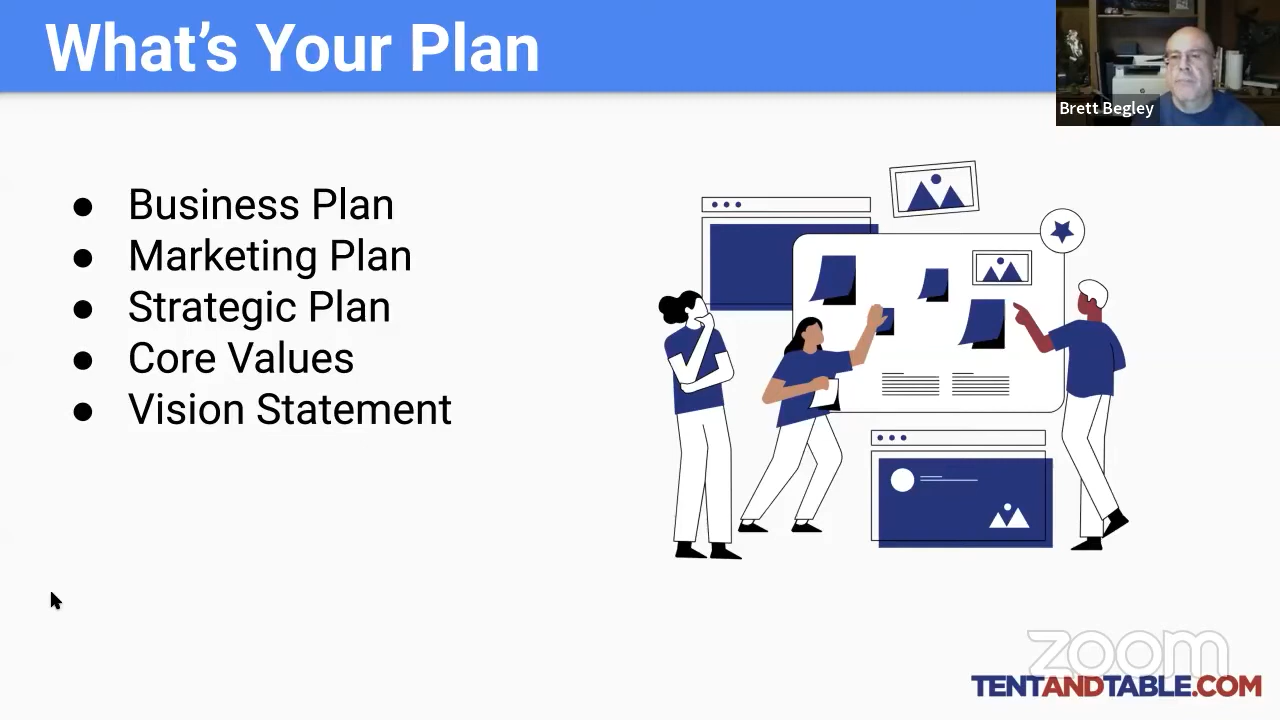 What's Your Plan
Brett Begley
● Business Plan
● Marketing Plan
● Strategic Plan
● Core Values
● Vision Statement
zoom
TENTANDTABLE.COM